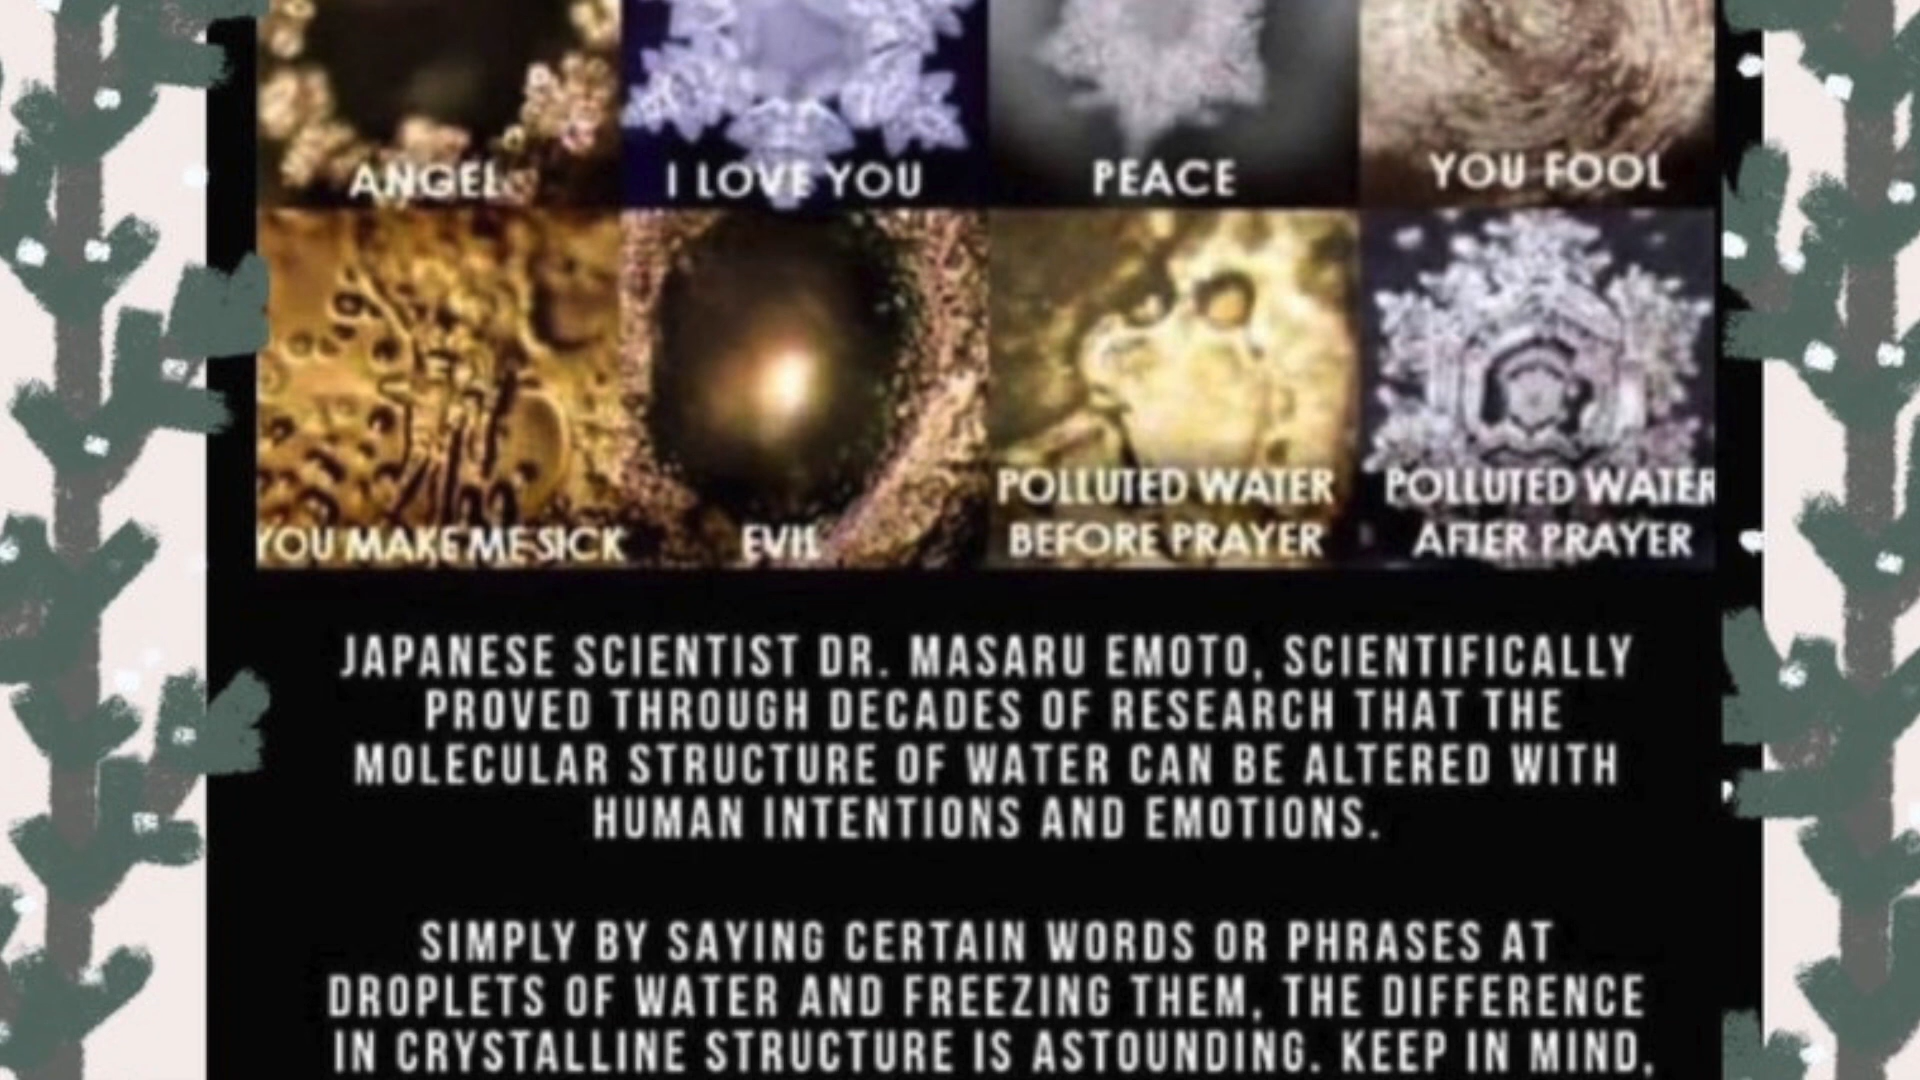 ANGEL
I LOVE YOU
PEACE
YOU FOOL
YOU MAKE ME SICK
EVIL
POLLUTED WATER
BEFORE PRAYER
POLLUTED WATER
AFTER PRAYER
JAPANESE SCIENTIST DR. MASARU EMOTO, SCIENTIFICALLY
PROVED THROUGH DECADES OF RESEARCH THAT THE
MOLECULAR STRUCTURE OF WATER CAN BE ALTERED WITH
HUMAN INTENTIONS AND EMOTIONS.
SIMPLY BY SAYING CERTAIN WORDS OR PHRASES AT
DROPLETS OF WATER AND FREEZING THEM, THE DIFFERENCE
IN CRYSTALLINE STRUCTURE IS ASTOUNDING. KEEP IN MIND,